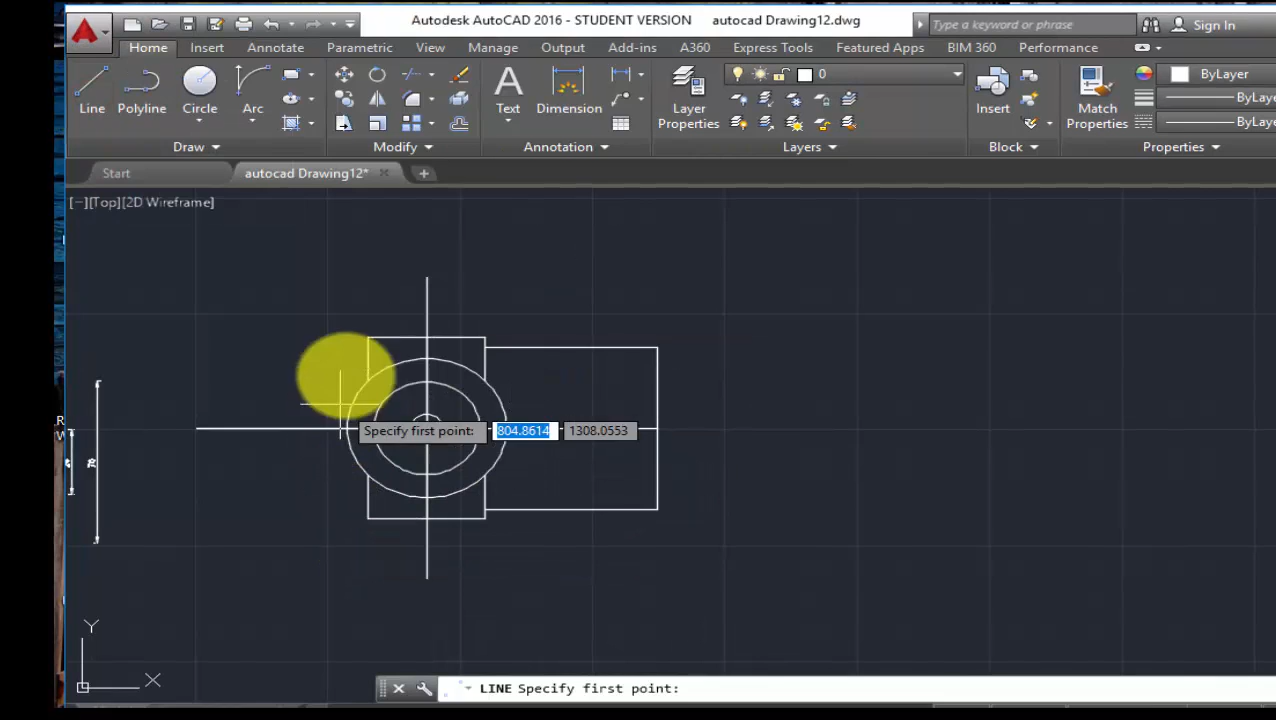 Autodesk AutoCAD 2016 - STUDENT VERSION autocad Drawing12.dwg
Type a keyword or phrase
Sign In
Home Insert Annotate Parametric View Manage Output Add-ins A360 Express Tools Featured Apps BIM 360 Performance
0
ByLayer
ByLaye
ByLaye
Line Polyline Circle Arc
Text Dimension
Layer
Properties
Insert
Match
Properties
Draw Modify Annotation Layers Block Properties
Start autocad Drawing12* +
[−][Top][2D Wireframe]
Specify first point: 804.8614 1308.0553
Y
X
LINE Specify first point: